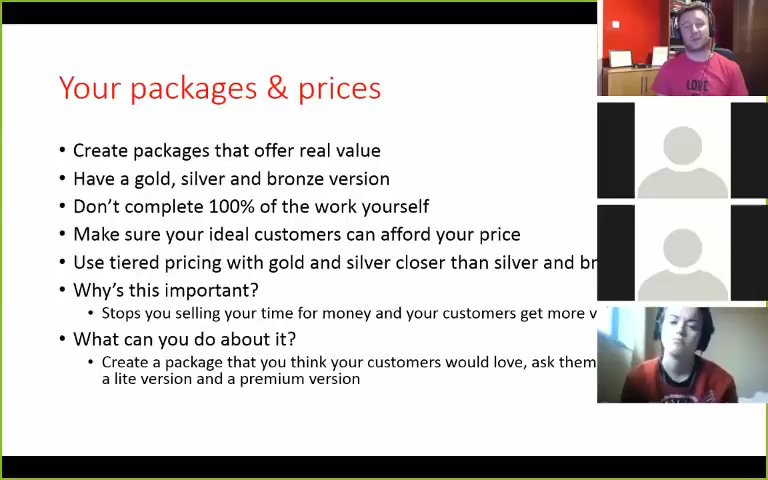 Your packages & prices
• Create packages that offer real value
• Have a gold, silver and bronze version
• Don't complete 100% of the work yourself
• Make sure your ideal customers can afford your price
• Use tiered pricing with gold and silver closer than silver and br
• Why's this important?
• Stops you selling your time for money and your customers get more v
• What can you do about it?
• Create a package that you think your customers would love, ask them
a lite version and a premium version
LOVE